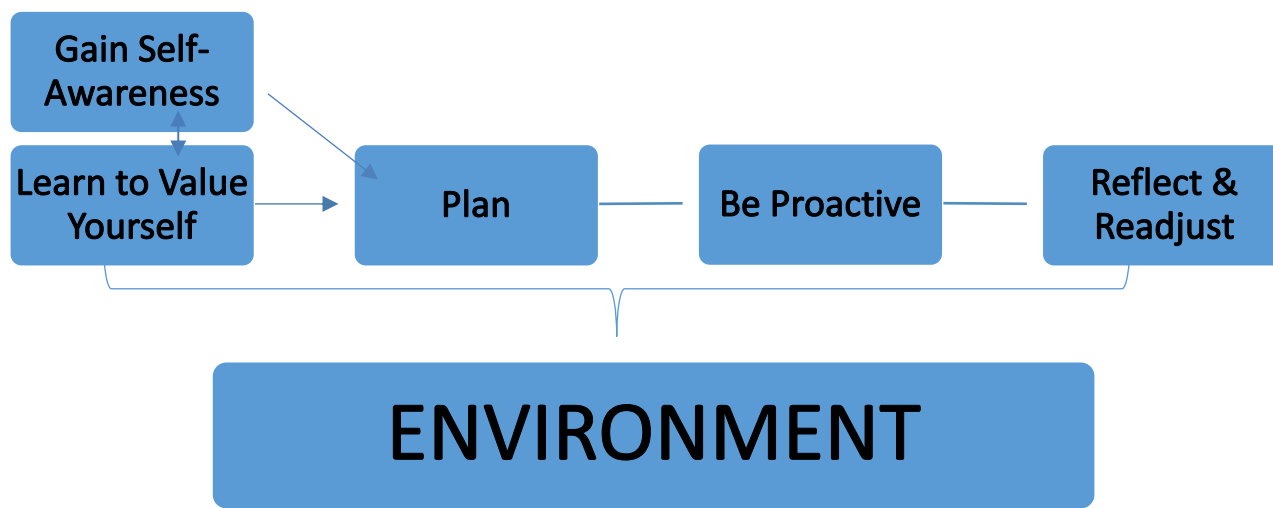 Gain Self-
Awareness
Learn to Value
Yourself
Plan
Be Proactive
Reflect &
Readjust
ENVIRONMENT